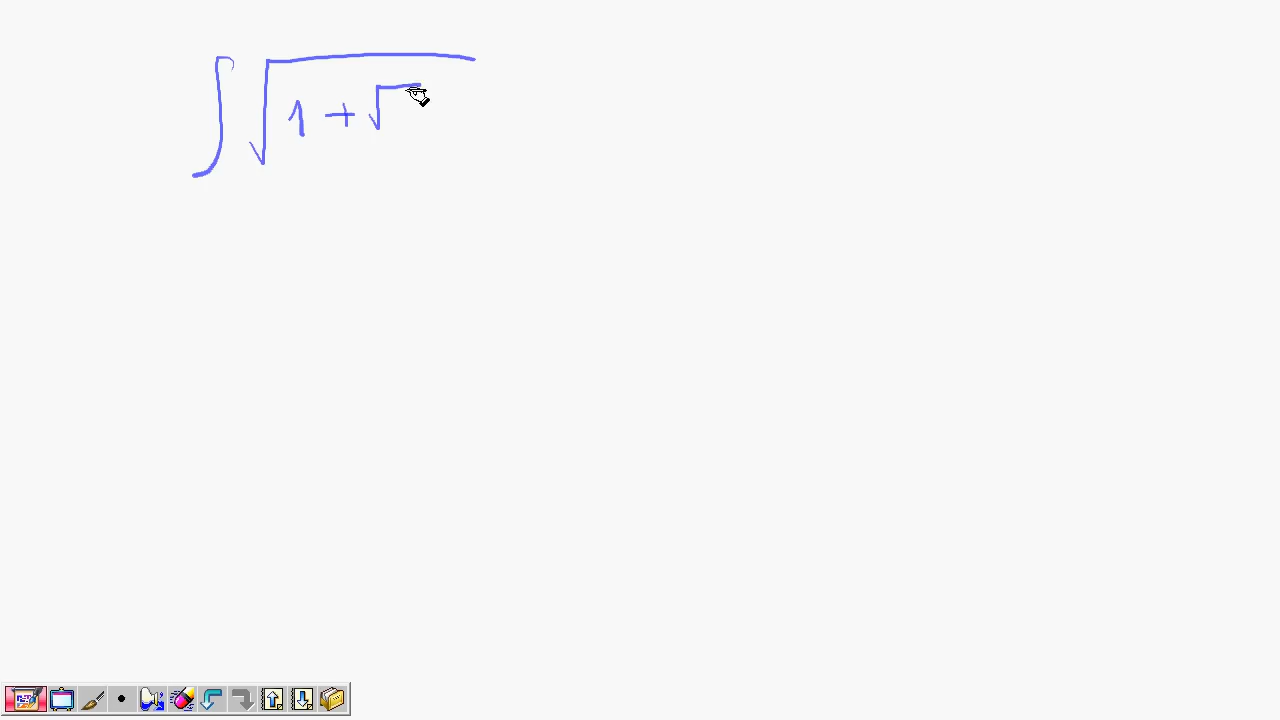 ∫ √(1 + √ )